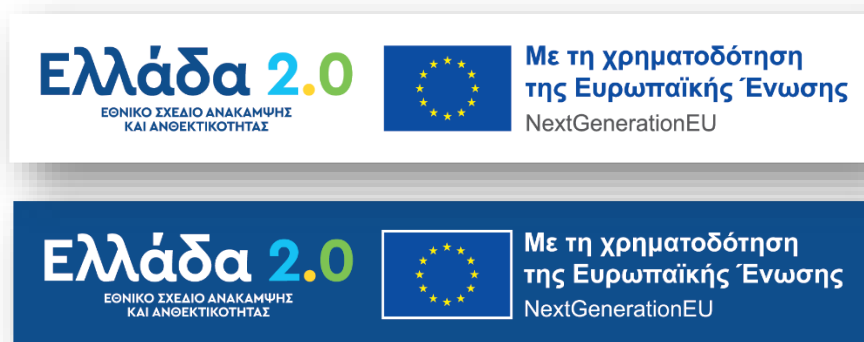 Ελλάδα 2.0
ΕΘΝΙΚΟ ΣΧΕΔΙΟ ΑΝΑΚΑΜΨΗΣ
ΚΑΙ ΑΝΘΕΚΤΙΚΟΤΗΤΑΣ
Με τη χρηματοδότηση
της Ευρωπαϊκής Ένωσης
NextGenerationEU
Ελλάδα 2.0
ΕΘΝΙΚΟ ΣΧΕΔΙΟ ΑΝΑΚΑΜΨΗΣ
ΚΑΙ ΑΝΘΕΚΤΙΚΟΤΗΤΑΣ
Με τη χρηματοδότηση
της Ευρωπαϊκής Ένωσης
NextGenerationEU